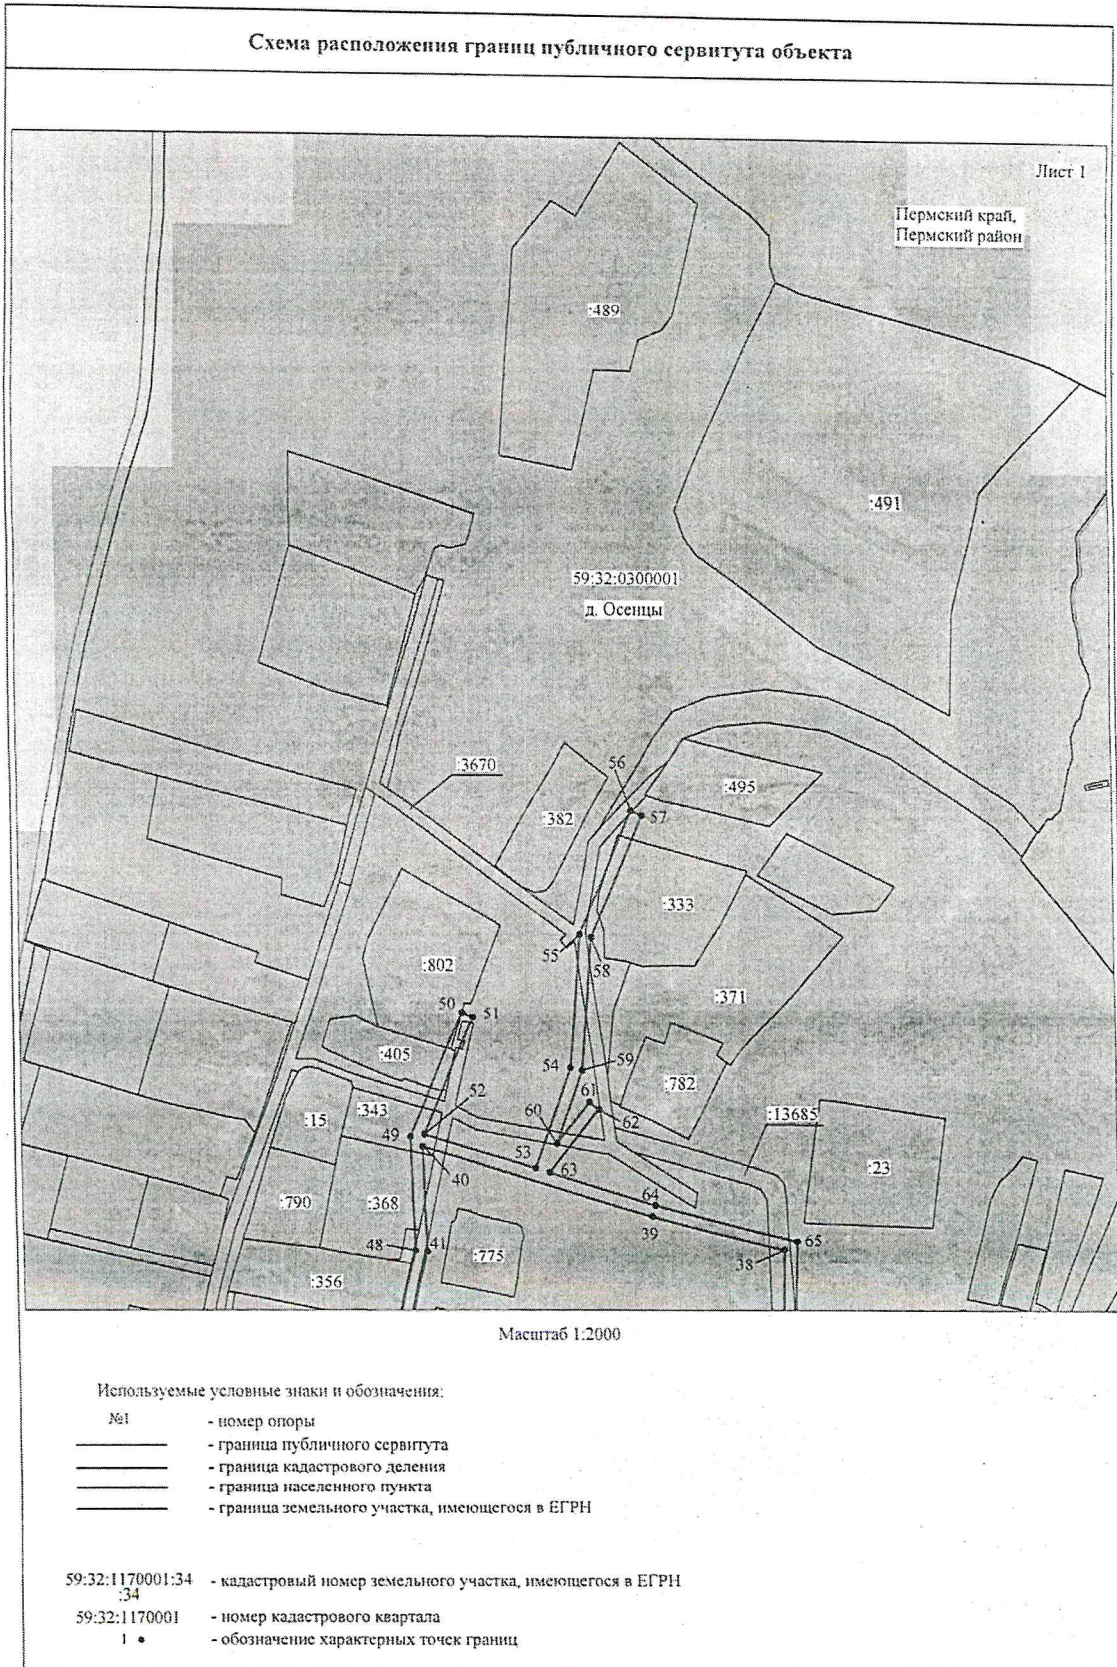 Схема расположения границ публичного сервитута объекта
Лист 1
Пермский край,
Пермский район
:489
:491
59:32:0300001
д. Осенцы
:3670
56
:495
:382
57
:333
55
58
:802
:371
50
51
:405
54
59
:782
52
61
:13685
:343
60
62
:15
49
53
63
:23
40
:790
:368
64
39
48
41
:775
65
38
:356
Масштаб 1:2000
Используемые условные знаки и обозначения:
№1 - номер опоры
- граница публичного сервитута
- граница кадастрового деления
- граница населенного пункта
- граница земельного участка, имеющегося в ЕГРН
59:32:1170001:34 - кадастровый номер земельного участка, имеющегося в ЕГРН
:34
59:32:1170001 - номер кадастрового квартала
1 • - обозначение характерных точек границ